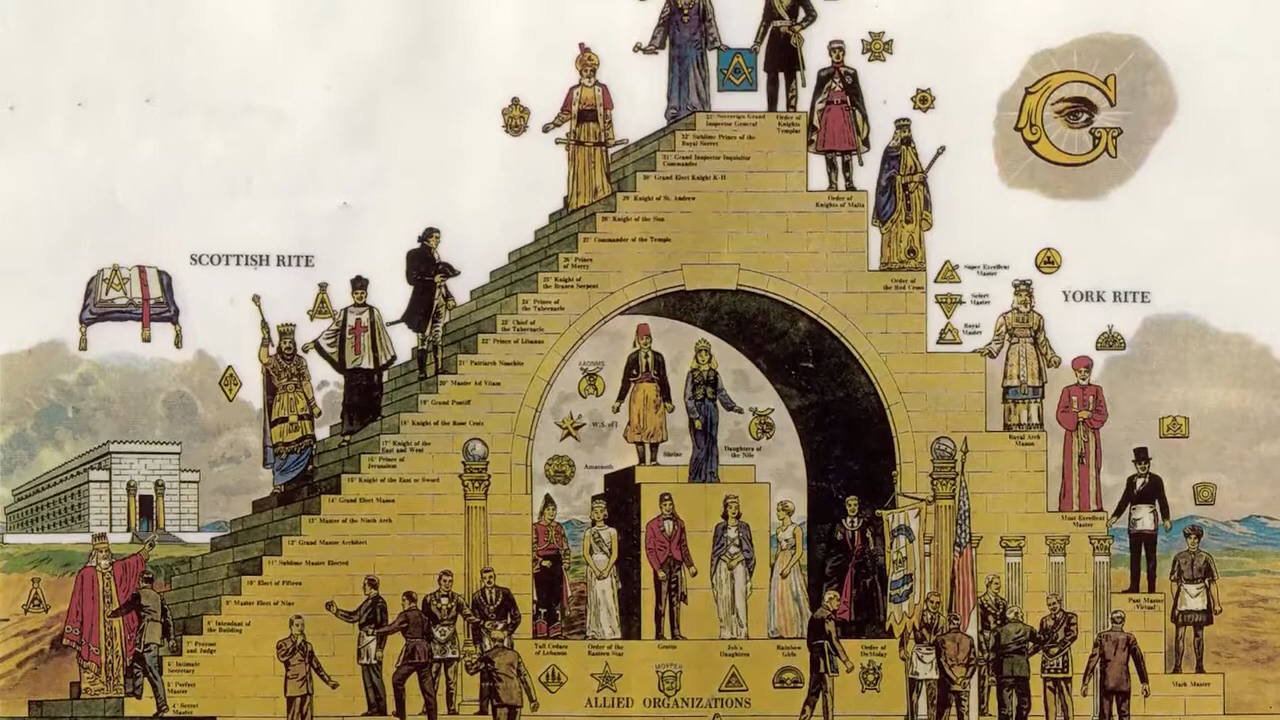 G
33° Sovereign Grand
Inspector General
Order of
Knights
Templar
32° Sublime Prince of the
Royal Secret
31° Grand Inspector Inquisitor
Commander
30° Grand Elect Knight K-H
Order of
Knights of Malta
29° Knight of St. Andrew
28° Knight of the Sun
27° Commander of the Temple
SCOTTISH RITE
26° Prince
of Mercy
25° Knight of
the Brazen Serpent
Order of
the Red Cross
Super Excellent
Master
Select
Master
Royal
Master
YORK RITE
24° Prince of
the Tabernacle
23° Chief of
the Tabernacle
22° Prince of Libanus
21° Patriarch Noachite
20° Master Ad Vitam
19° Grand Pontiff
18° Knight of the Rose Croix
17° Knight of the
East and West
16° Prince of
Jerusalem
15° Knight of the East or Sword
14° Grand Elect Mason
13° Master of the Ninth Arch
12° Grand Master Architect
11° Sublime Master Elected
10° Elect of Fifteen
9° Master Elect of Nine
8° Intendant of
the Building
7° Provost
and Judge
6° Intimate
Secretary
5° Perfect
Master
4° Secret
Master
AAONMS
W.S. of J
Amaranth
Shrine
Daughters of
the Nile
Royal Arch
Mason
Most Excellent
Master
Past Master
(Virtual)
Mark Master
Tall Cedars
of Lebanon
Order of the
Eastern Star
Grotto
Job's
Daughters
Rainbow
Girls
Order of
DeMolay
MOVPER
ALLIED ORGANIZATIONS